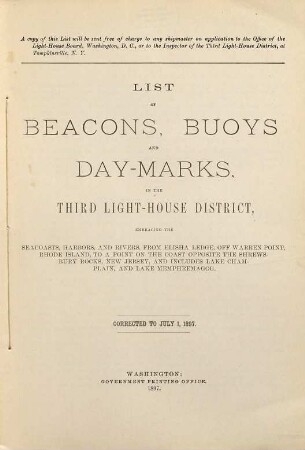 A copy of this List will be sent free of charge to any shipmaster on application to the Office of the
Light-House Board, Washington, D. C., or to the Inspector of the Third Light-House District, at
Tompkinsville, N. Y.
LIST
OF
BEACONS, BUOYS
AND
DAY-MARKS,
IN THE
THIRD LIGHT-HOUSE DISTRICT,
EMBRACING THE
SEACOASTS, HARBORS, AND RIVERS, FROM ELISHA LEDGE, OFF WARREN POINT,
RHODE ISLAND, TO A POINT ON THE COAST OPPOSITE THE SHREWS-
BURY ROCKS, NEW JERSEY, AND INCLUDES LAKE CHAM-
PLAIN, AND LAKE MEMPHREMAGOG.
CORRECTED TO JULY 1, 1897.
WASHINGTON:
GOVERNMENT PRINTING OFFICE.
1897.